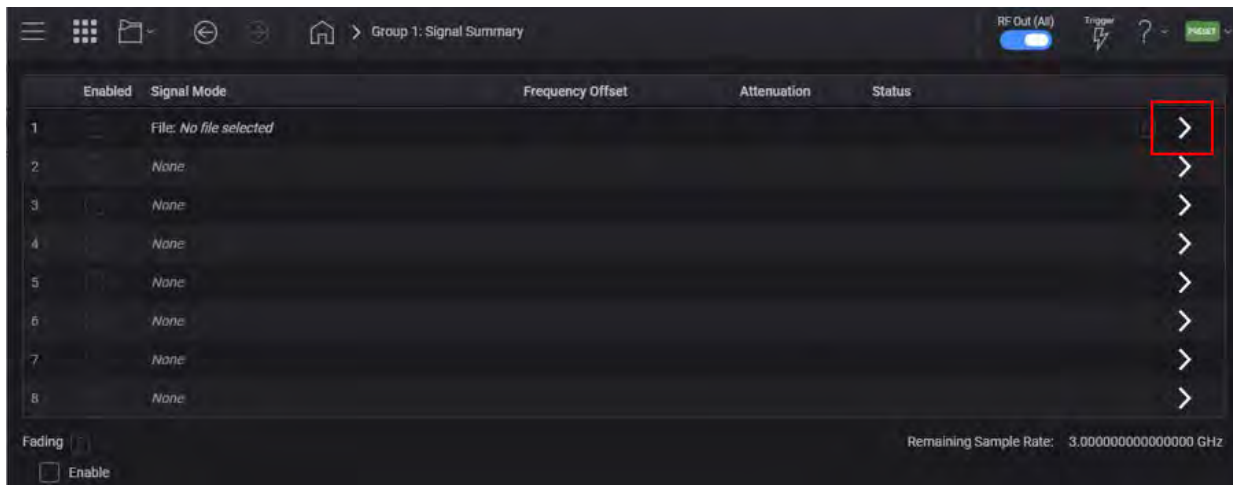 RF Out (All) Trigger
> Group 1: Signal Summary ? PRESET
Enabled Signal Mode Frequency Offset Attenuation Status
1 File: No file selected
2 None
3 None
4 None
5 None
6 None
7 None
8 None
Fading Remaining Sample Rate: 3.000000000000000 GHz
Enable